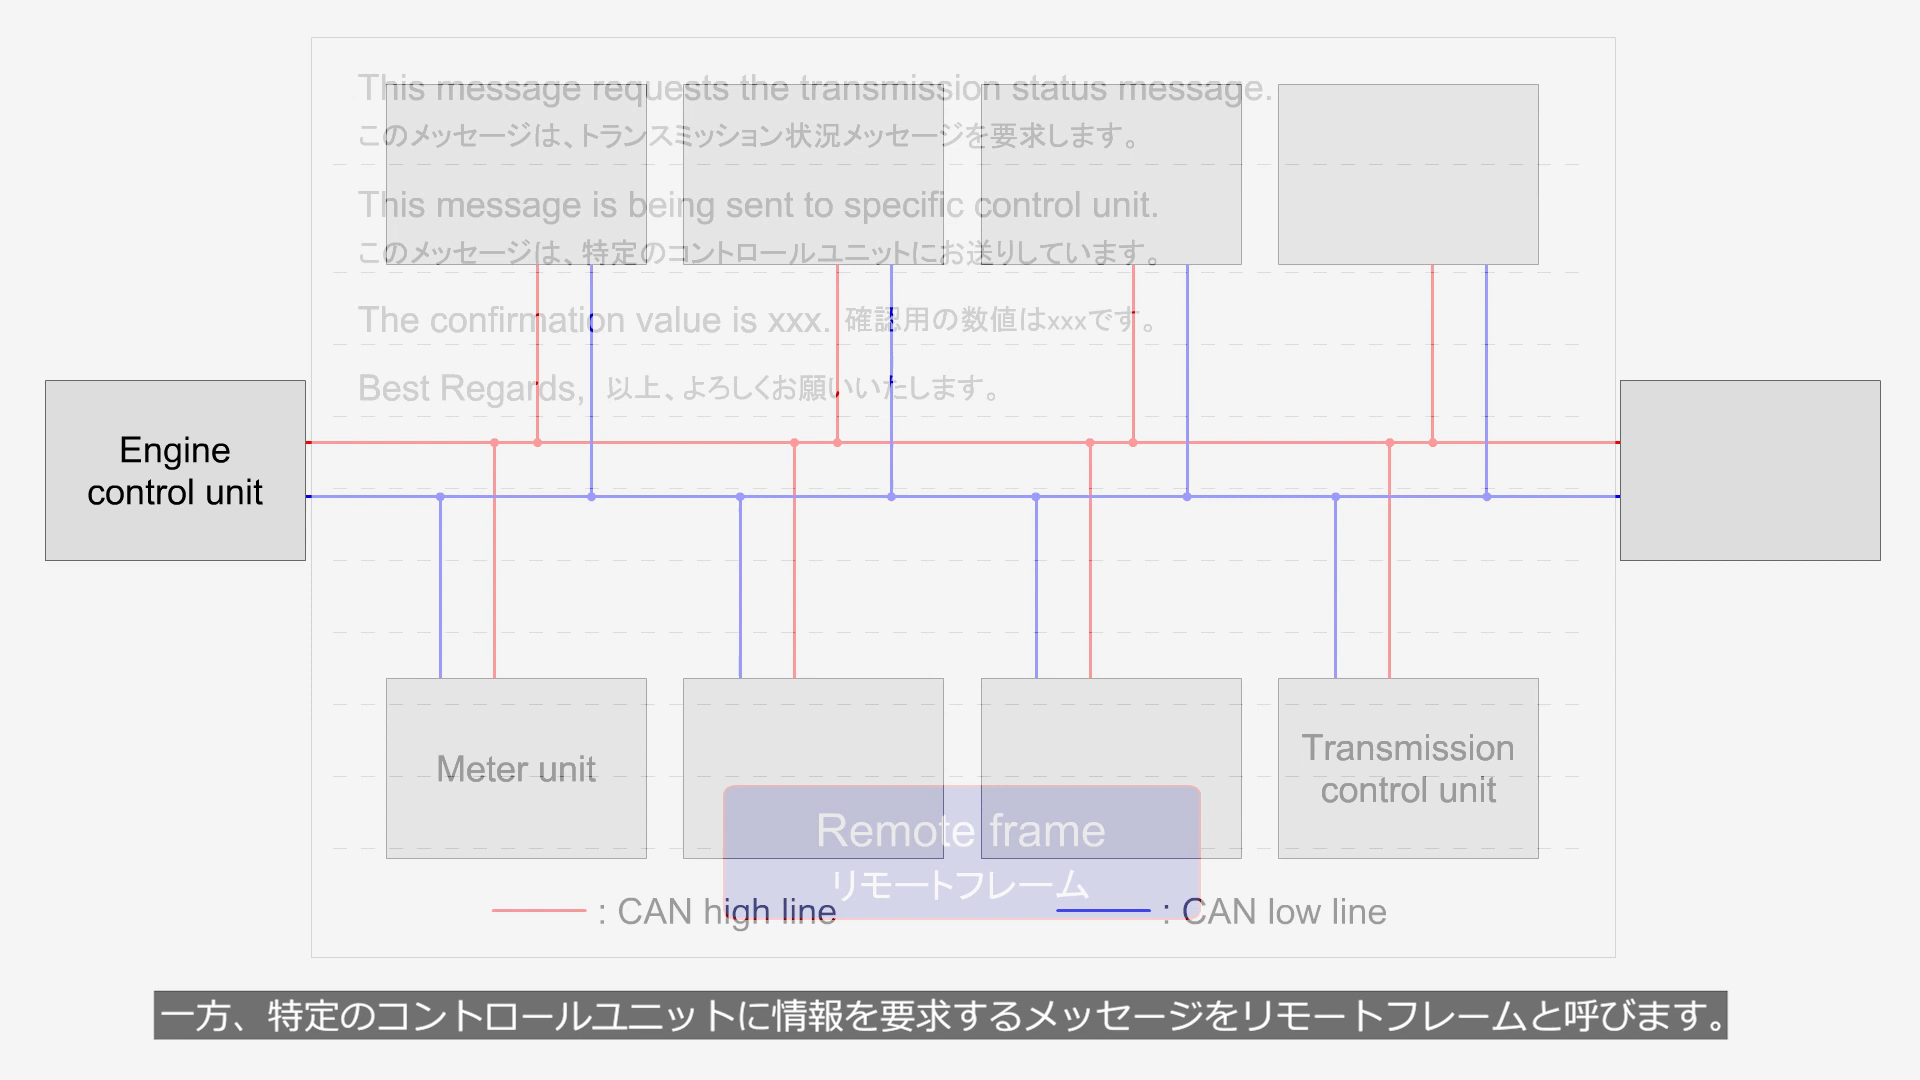 This message requests the transmission status message.
このメッセージは、トランスミッション状況メッセージを要求します。
This message is being sent to specific control unit.
このメッセージは、特定のコントロールユニットにお送りしています。
The confirmation value is xxx. 確認用の数値はxxxです。
Best Regards, 以上、よろしくお願いいたします。
Engine
control unit
Meter unit
Transmission
control unit
Remote frame
リモートフレーム
: CAN high line
: CAN low line
一方、特定のコントロールユニットに情報を要求するメッセージをリモートフレームと呼びます。